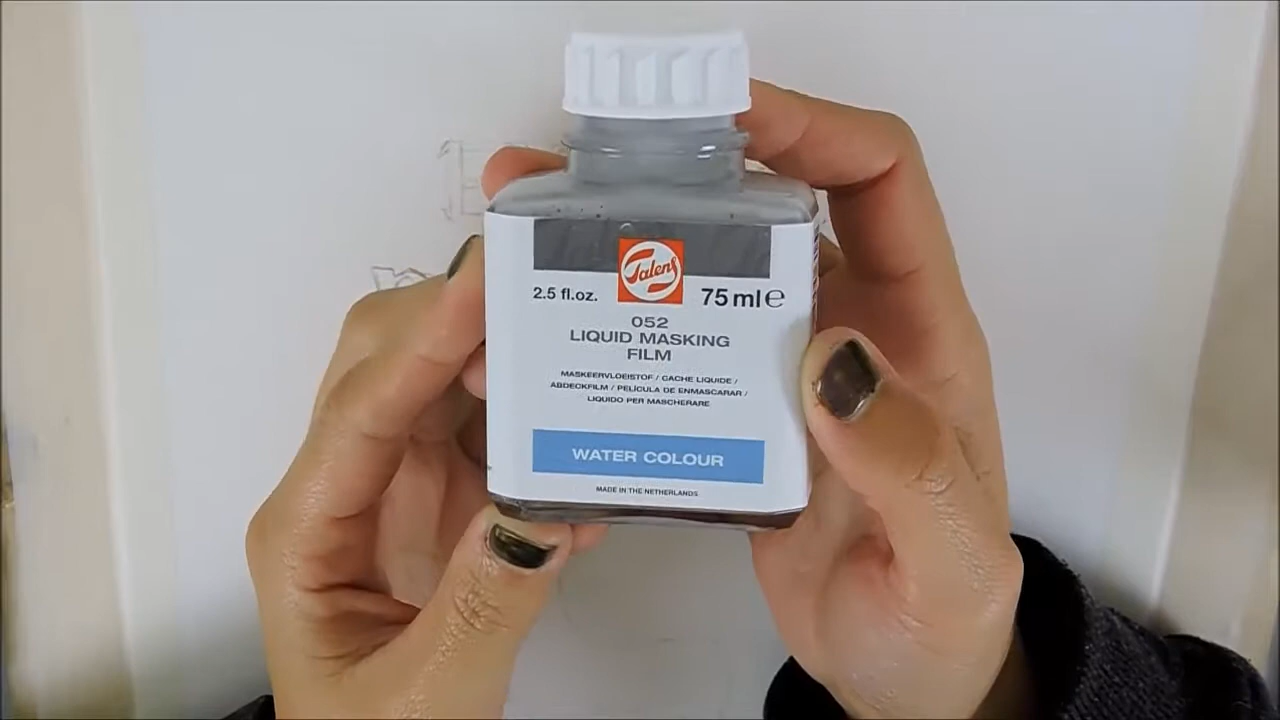 Talens
2.5 fl.oz.
75 ml e
052
LIQUID MASKING
FILM
MASKEERVLOEISTOF / CACHE LIQUIDE /
ABDECKFILM / PELÍCULA DE ENMASCARAR /
LIQUIDO PER MASCHERARE
WATER COLOUR
MADE IN THE NETHERLANDS